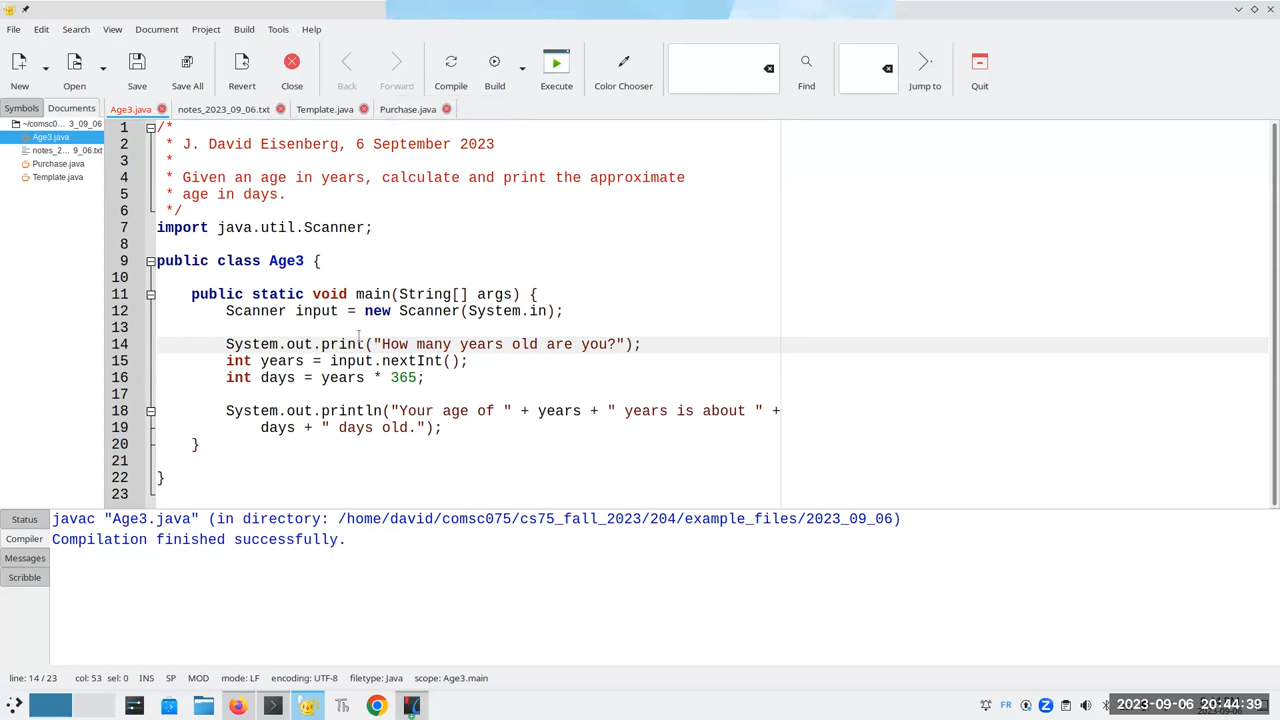 File Edit Search View Document Project Build Tools Help
New Open Save Save All Revert Close Back Forward Compile Build Execute Color Chooser Find Jump to Quit
Symbols Documents Age3.java notes_2023_09_06.txt Template.java Purchase.java
~/comsc0... 3_09_06
Age3.java
notes_2... 9_06.txt
Purchase.java
Template.java
1 /*
2 * J. David Eisenberg, 6 September 2023
3 *
4 * Given an age in years, calculate and print the approximate
5 * age in days.
6 */
7 import java.util.Scanner;
8
9 public class Age3 {
10
11 public static void main(String[] args) {
12 Scanner input = new Scanner(System.in);
13
14 System.out.print("How many years old are you?");
15 int years = input.nextInt();
16 int days = years * 365;
17
18 System.out.println("Your age of " + years + " years is about " +
19 days + " days old.");
20 }
21
22 }
23
Status
Compiler
Messages
Scribble
javac "Age3.java" (in directory: /home/david/comsc075/cs75_fall_2023/204/example_files/2023_09_06)
Compilation finished successfully.
line: 14 / 23 col: 53 sel: 0 INS SP MOD mode: LF encoding: UTF-8 filetype: Java scope: Age3.main
FR 2023-09-06 20:44:39